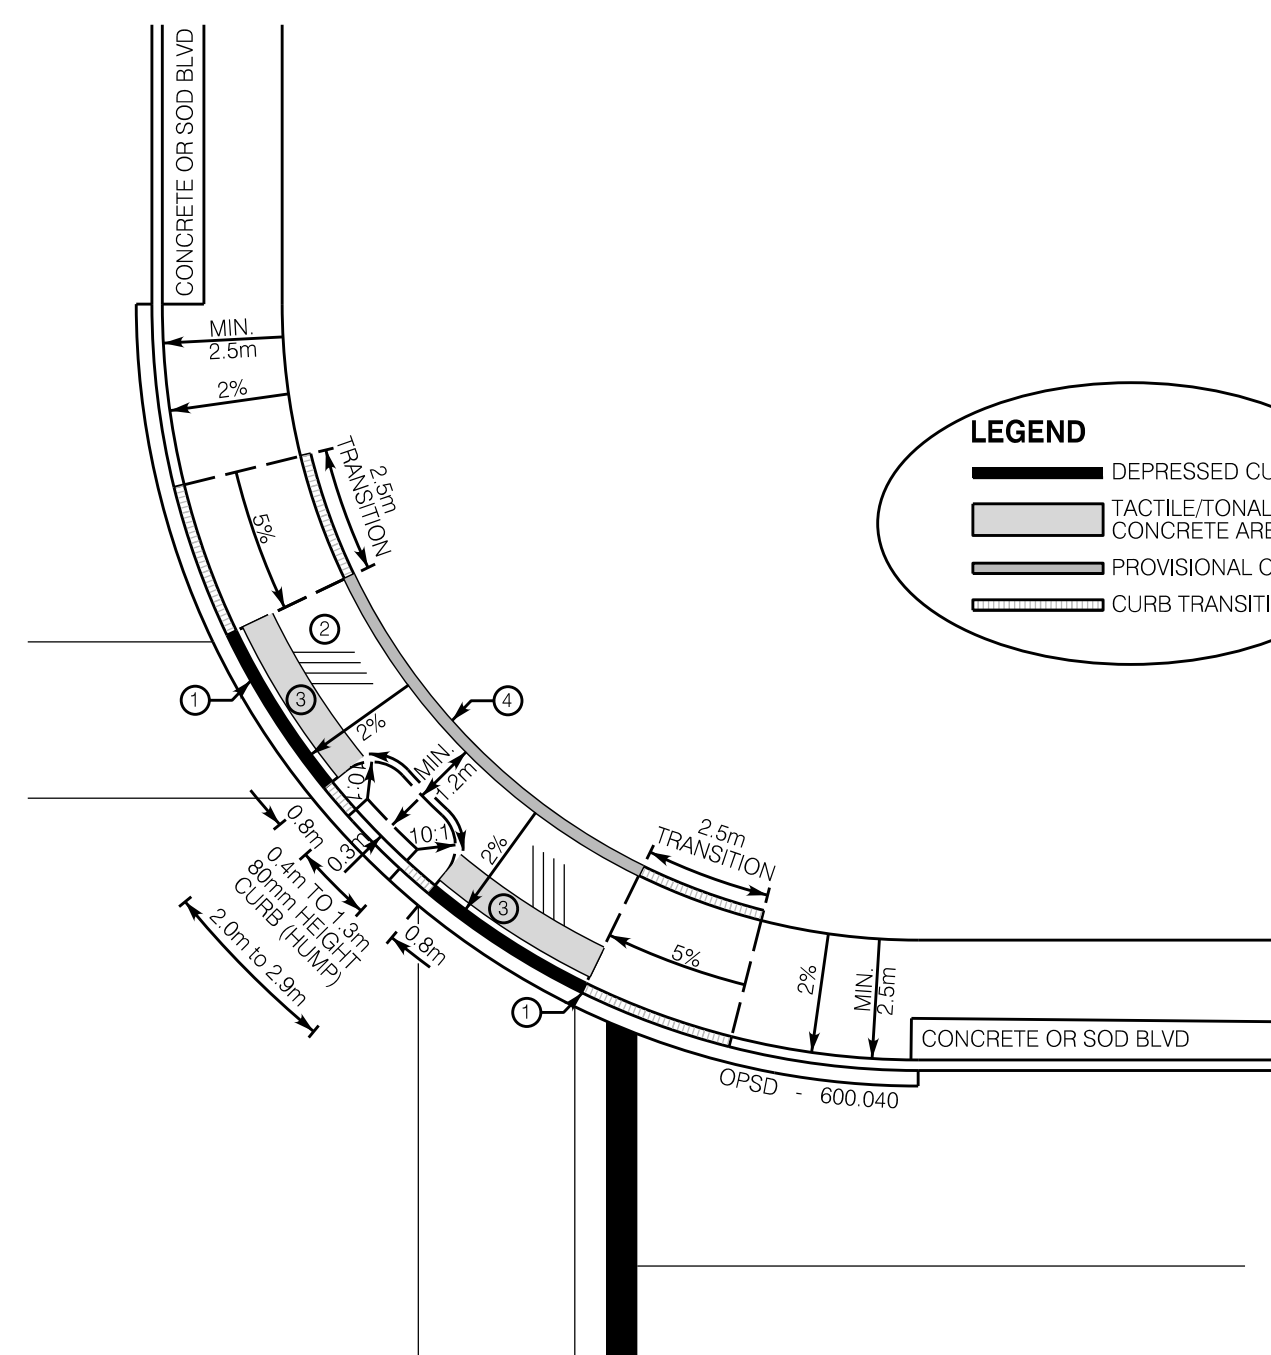 CONCRETE OR SOD BLVD
MIN.
2.5m
2%
2.5m
TRANSITION
5%
LEGEND
DEPRESSED CU
TACTILE/TONAL
CONCRETE ARE
PROVISIONAL C
CURB TRANSITI
2
1
3
4
2%
MIN.
1.2m
10:1
10:1
2%
0.8m
0.3m
0.4m TO 1.3m
80mm HEIGHT
CURB (HUMP)
2.0m to 2.9m
0.8m
2.5m
TRANSITION
3
5%
1
2%
MIN.
2.5m
CONCRETE OR SOD BLVD
OPSD - 600.040